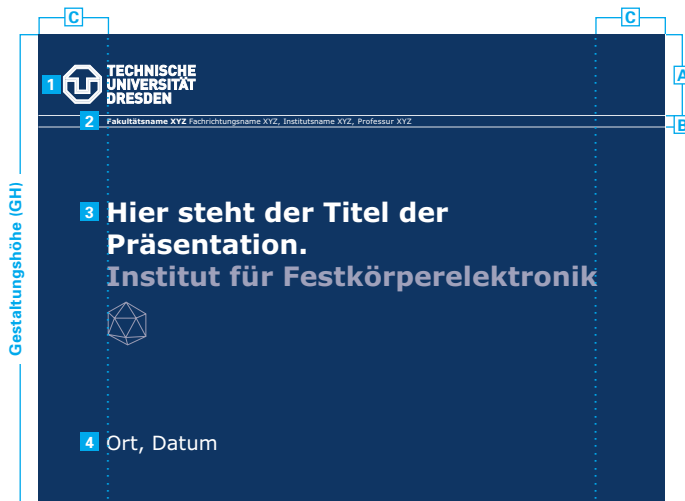 C
C
A
1
TECHNISCHE
UNIVERSITÄT
DRESDEN
2
Fakultätsname XYZ Fachrichtungsname XYZ, Institutsname XYZ, Professur XYZ
B
Gestaltungshöhe (GH)
3
Hier steht der Titel der
Präsentation.
Institut für Festkörperelektronik
4
Ort, Datum